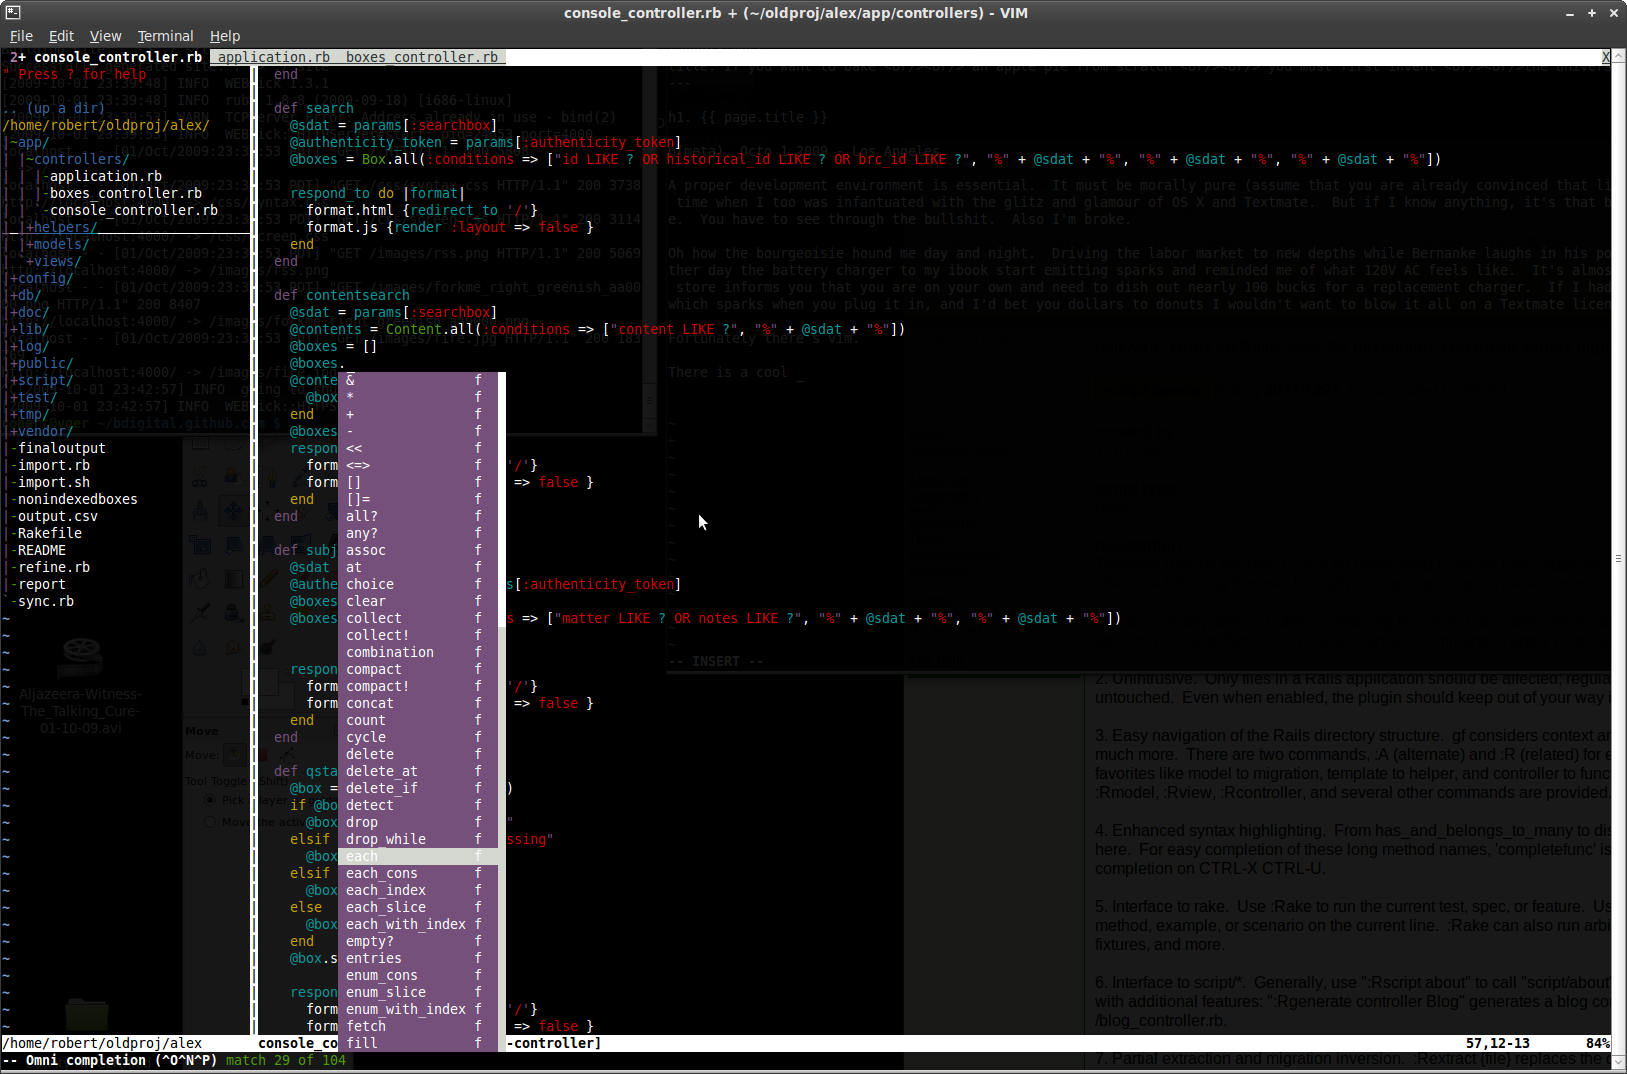 console_controller.rb + (~/oldproj/alex/app/controllers) - VIM
File Edit View Terminal Help
2+ console_controller.rb application.rb boxes_controller.rb X
" Press ? for help
.. (up a dir)
/home/robert/oldproj/alex/
|~app/
| |~controllers/
| | |-application.rb
| | |-boxes_controller.rb
| | `-console_controller.rb
| |+helpers/
| |+models/
| `+views/
|+config/
|+db/
|+doc/
|+lib/
|+log/
|+public/
|+script/
|+test/
|+tmp/
|+vendor/
|-finaloutput
|-import.rb
|-import.sh
|-nonindexedboxes
|-output.csv
|-Rakefile
|-README
|-refine.rb
|-report
`-sync.rb
end
def search
@sdat = params[:searchbox]
@authenticity_token = params[:authenticity_token]
@boxes = Box.all(:conditions => ["id LIKE ? OR historical_id LIKE ? OR brc_id LIKE ?", "%" + @sdat + "%", "%" + @sdat + "%", "%" + @sdat + "%"])
respond_to do |format|
format.html {redirect_to '/'}
format.js {render :layout => false }
end
end
def contentsearch
@sdat = params[:searchbox]
@contents = Content.all(:conditions => ["content LIKE ?", "%" + @sdat + "%"])
@boxes = []
@boxes.
@conte
@box
end
@boxes
respon
form '/'}
form => false }
end
end
def subj
@sdat
@authe s[:authenticity_token]
@boxes
@boxes s => ["matter LIKE ? OR notes LIKE ?", "%" + @sdat + "%", "%" + @sdat + "%"])
respon
form '/'}
form => false }
end
end
def qsta
@box = )
if @bo
@box "
elsif ssing"
@box
elsif
@box
else
@box
end
@box.s
respon
form '/'}
form => false }
& f
* f
+ f
- f
<< f
<=> f
[] f
[]= f
all? f
any? f
assoc f
at f
choice f
clear f
collect f
collect! f
combination f
compact f
compact! f
concat f
count f
cycle f
delete f
delete_at f
delete_if f
detect f
drop f
drop_while f
each f
each_cons f
each_index f
each_slice f
each_with_index f
empty? f
entries f
enum_cons f
enum_slice f
enum_with_index f
fetch f
fill f
/home/robert/oldproj/alex console_co -controller] 57,12-13 84%
-- Omni completion (^O^N^P) match 29 of 104
h1. {{ page.title }}
A proper development environment is essential. It must be morally pure (assume that you are already convinced that li
time when I too was infantuated with the glitz and glamour of OS X and Textmate. But if I know anything, it's that b
e. You have to see through the bullshit. Also I'm broke.
Oh how the bourgeoisie hound me day and night. Driving the labor market to new depths while Bernanke laughs in his po
ther day the battery charger to my ibook start emitting sparks and reminded me of what 120V AC feels like. It's almos
store informs you that you are on your own and need to dish out nearly 100 bucks for a replacement charger. If I had
which sparks when you plug it in, and I'd bet you dollars to donuts I wouldn't want to blow it all on a Textmate licen
Fortunately there's vim.
There is a cool _
-- INSERT --
Aljazeera-Witness-
The_Talking_Cure-
01-10-09.avi
Move
Move:
2. Unintrusive. Only files in a Rails application should be affected; regula
untouched. Even when enabled, the plugin should keep out of your way i
3. Easy navigation of the Rails directory structure. gf considers context an
much more. There are two commands, :A (alternate) and :R (related) for e
favorites like model to migration, template to helper, and controller to func
:Rmodel, :Rview, :Rcontroller, and several other commands are provided.
4. Enhanced syntax highlighting. From has_and_belongs_to_many to dis
here. For easy completion of these long method names, 'completefunc' is
completion on CTRL-X CTRL-U.
5. Interface to rake. Use :Rake to run the current test, spec, or feature. Us
method, example, or scenario on the current line. :Rake can also run arbi
fixtures, and more.
6. Interface to script/*. Generally, use ":Rscript about" to call "script/about"
with additional features: ":Rgenerate controller Blog" generates a blog co
/blog_controller.rb.
7. Partial extraction and migration inversion. :Rextract {file} replaces the